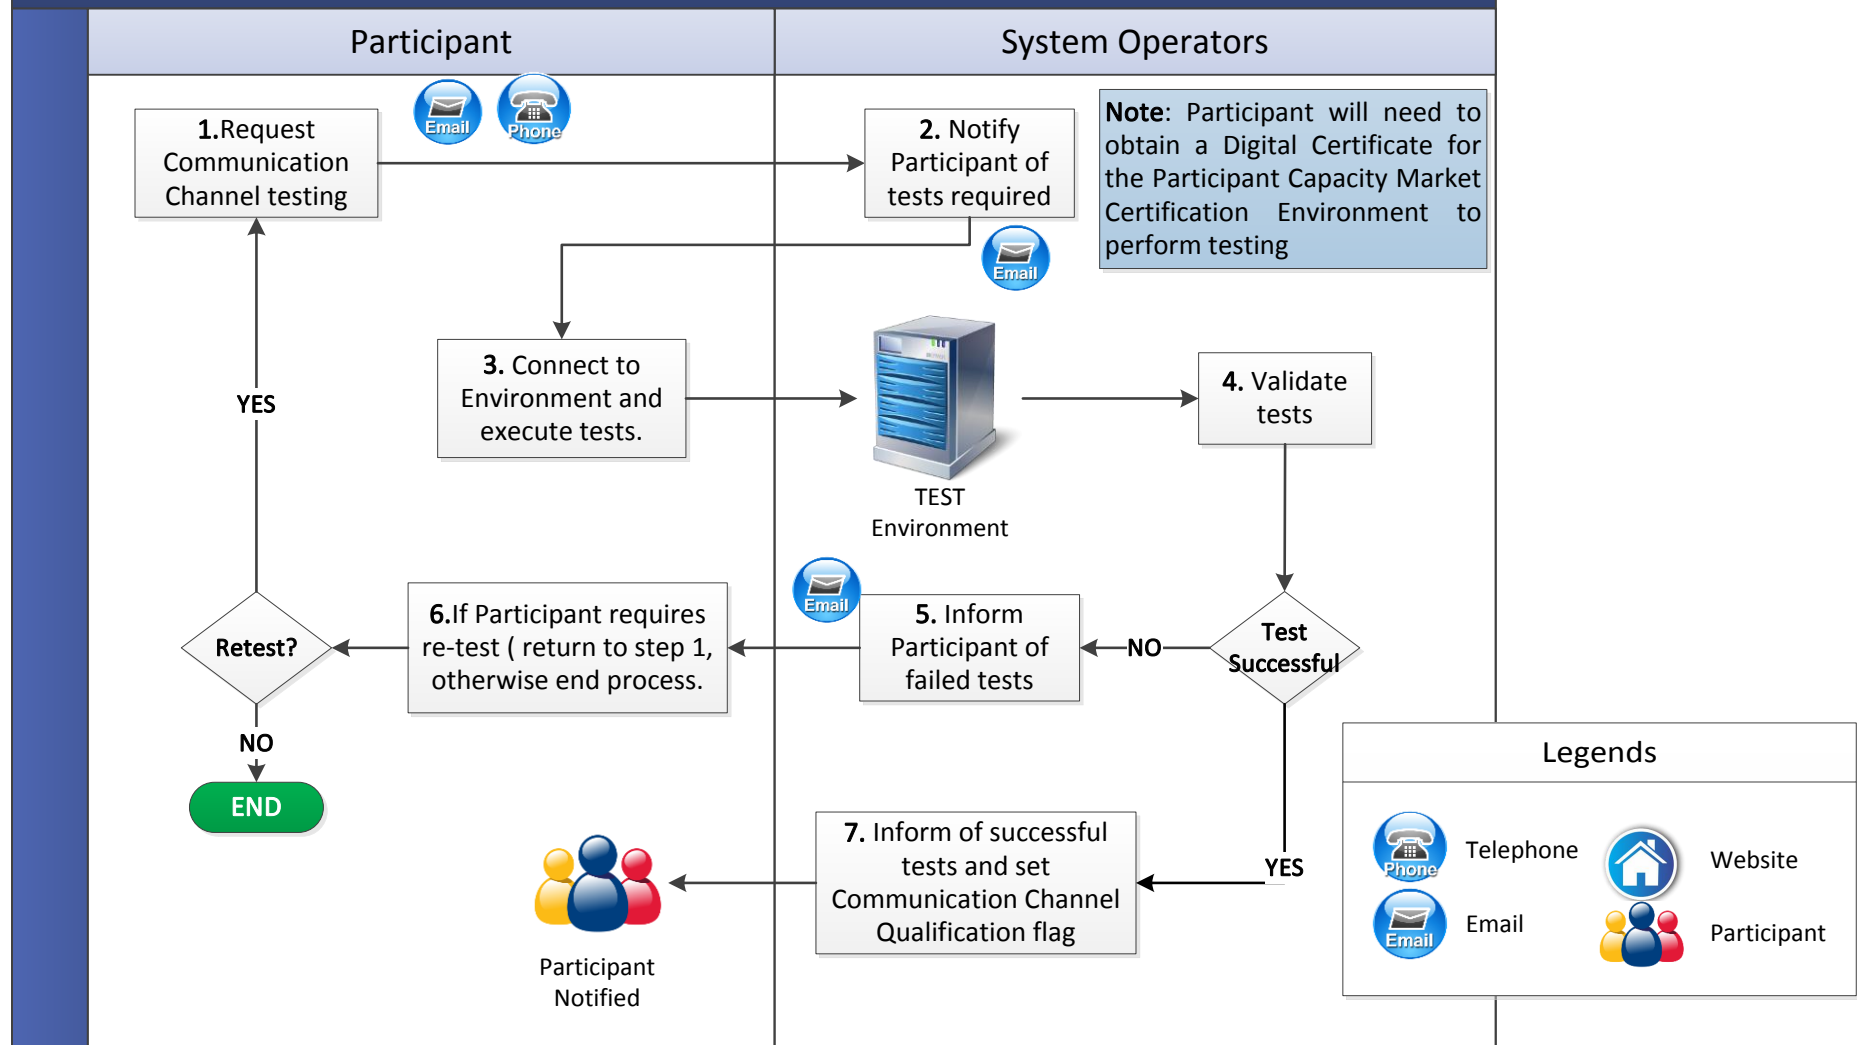 Participant
System Operators
Email
Phone
1.Request
Communication
Channel testing
2. Notify
Participant of
tests required
Note: Participant will need to
obtain a Digital Certificate for
the Participant Capacity Market
Certification Environment to
perform testing
Email
3. Connect to
Environment and
execute tests.
TEST
Environment
4. Validate
tests
YES
Email
Retest?
6.If Participant requires
re-test ( return to step 1,
otherwise end process.
5. Inform
Participant of
failed tests
NO
Test
Successful
NO
END
Participant
Notified
7. Inform of successful
tests and set
Communication Channel
Qualification flag
YES
Legends
Phone
Telephone
Website
Email
Email
Participant